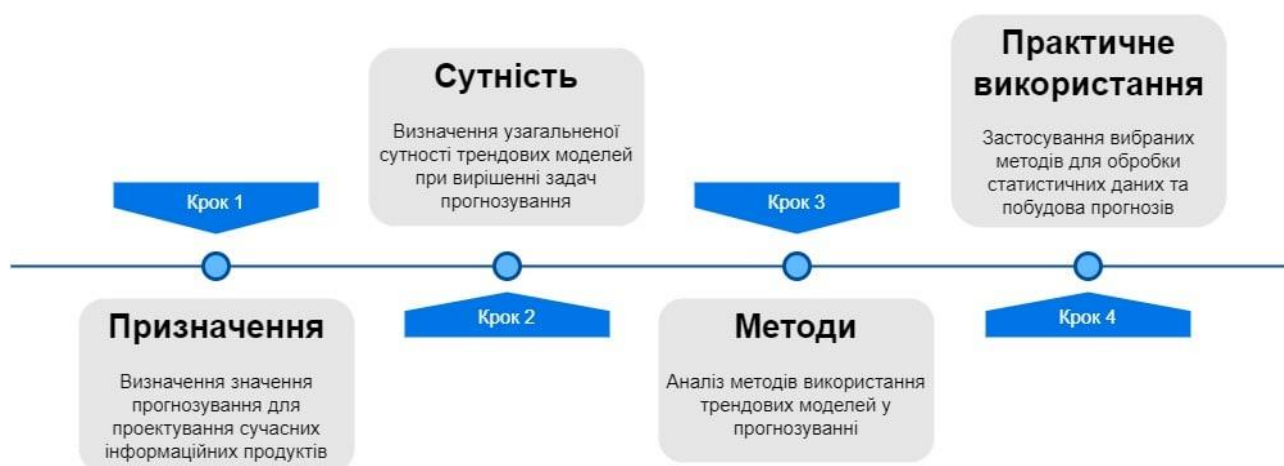 Крок 1
Призначення
Визначення значення
прогнозування для
проектування сучасних
інформаційних продуктів
Сутність
Визначення узагальненої
сутності трендових моделей
при вирішенні задач
прогнозування
Крок 2
Крок 3
Методи
Аналіз методів використання
трендових моделей у
прогнозуванні
Практичне
використання
Застосування вибраних
методів для обробки
статистичних даних та
побудова прогнозів
Крок 4